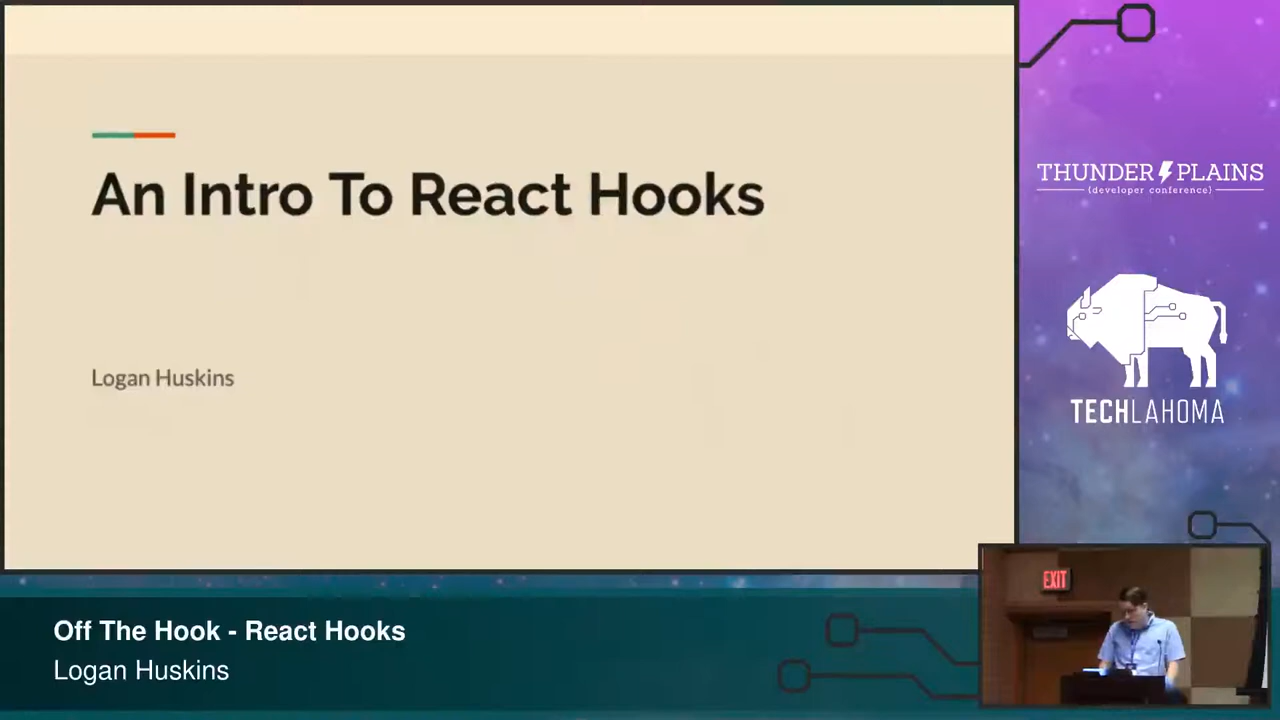 An Intro To React Hooks
Logan Huskins
THUNDER PLAINS
{developer conference}
TECHLAHOMA
EXIT
Off The Hook - React Hooks
Logan Huskins